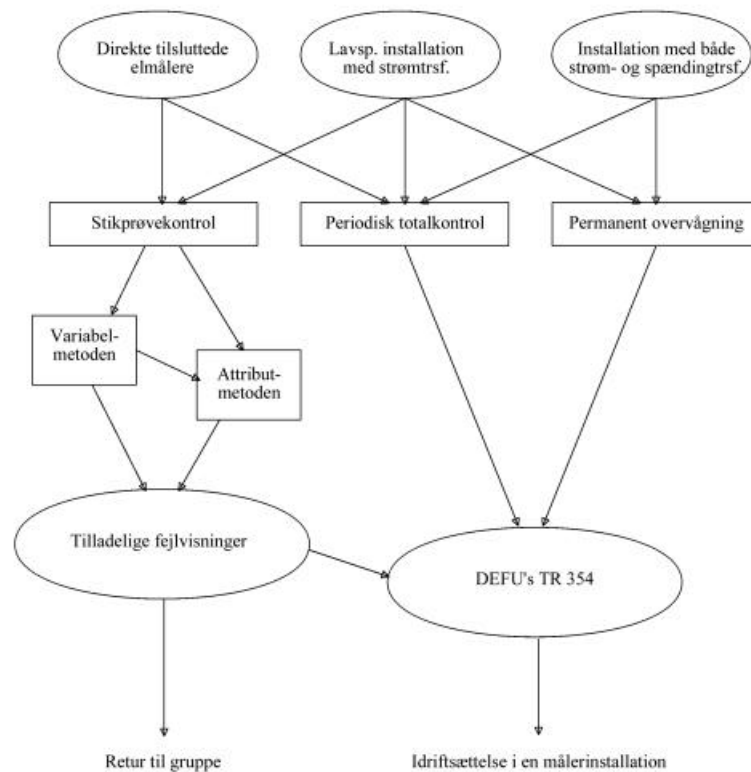 Direkte tilsluttede
elmålere
Lavsp. installation
med strømtrsf.
Installation med både
strøm- og spændingtrsf.
Stikprøvekontrol
Periodisk totalkontrol
Permanent overvågning
Variabel-
metoden
Attribut-
metoden
Tilladelige fejlvisninger
DEFU's TR 354
Retur til gruppe
Idriftsættelse i en målerinstallation